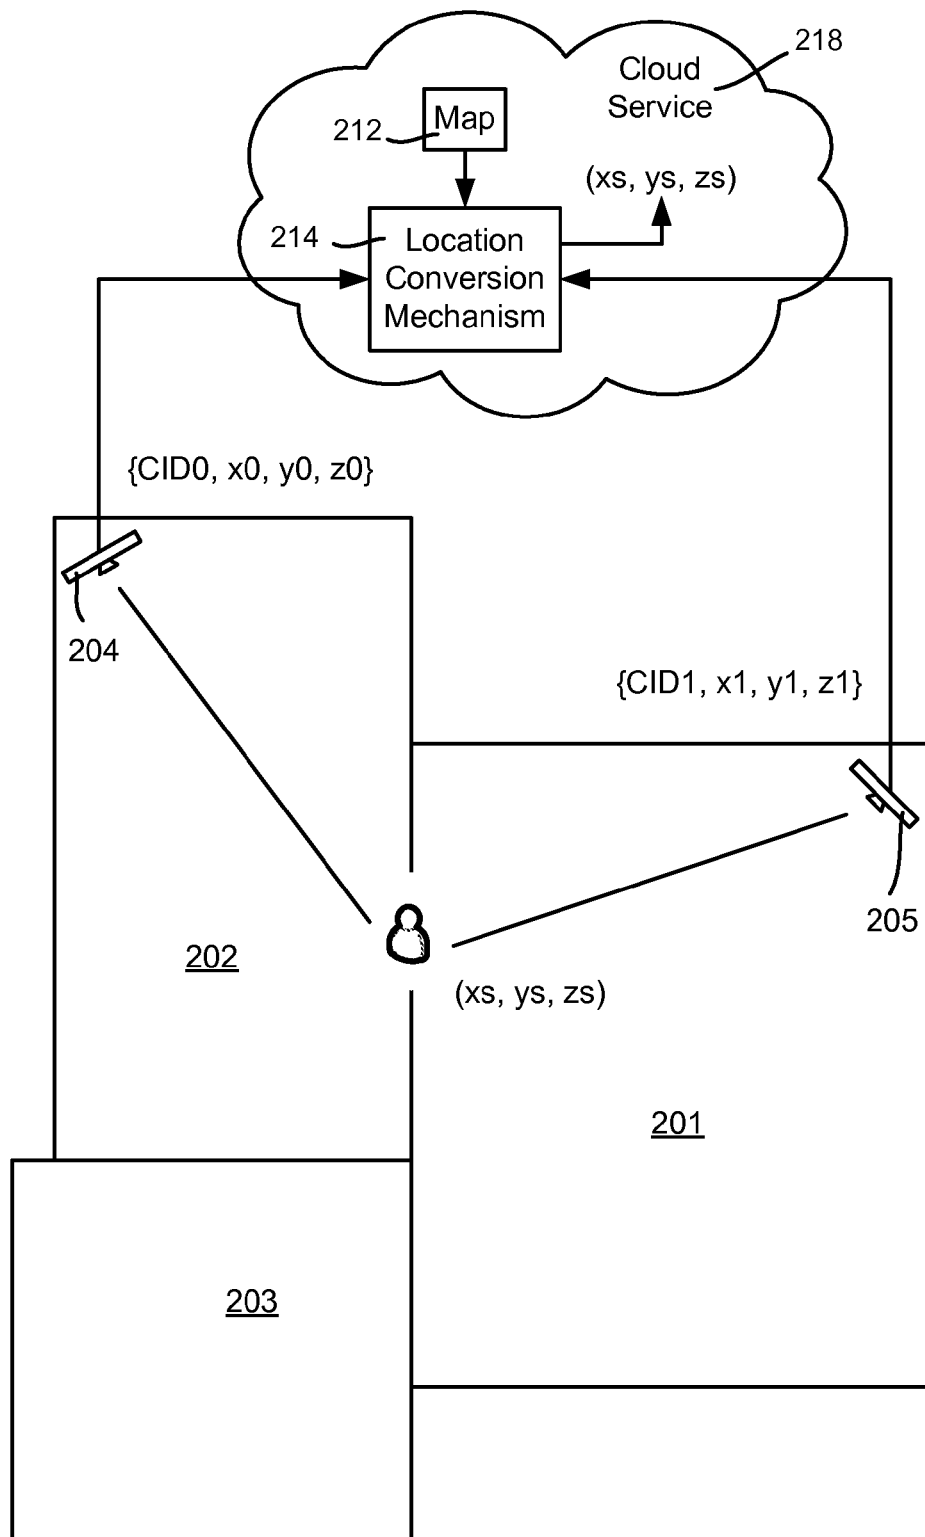 218
Cloud
Service
212
Map
(xs, ys, zs)
214
Location
Conversion
Mechanism
{CID0, x0, y0, z0}
204
{CID1, x1, y1, z1}
205
202
(xs, ys, zs)
201
203